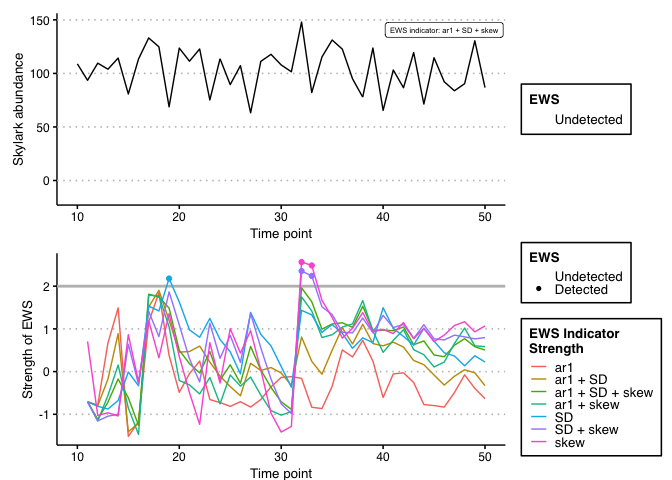 150
100
50
0
Skylark abundance
EWS indicator: ar1 + SD + skew
10 20 30 40 50
Time point
EWS
Undetected
2
1
0
-1
Strength of EWS
10 20 30 40 50
Time point
EWS
Undetected
Detected
EWS Indicator
Strength
ar1
ar1 + SD
ar1 + SD + skew
ar1 + skew
SD
SD + skew
skew